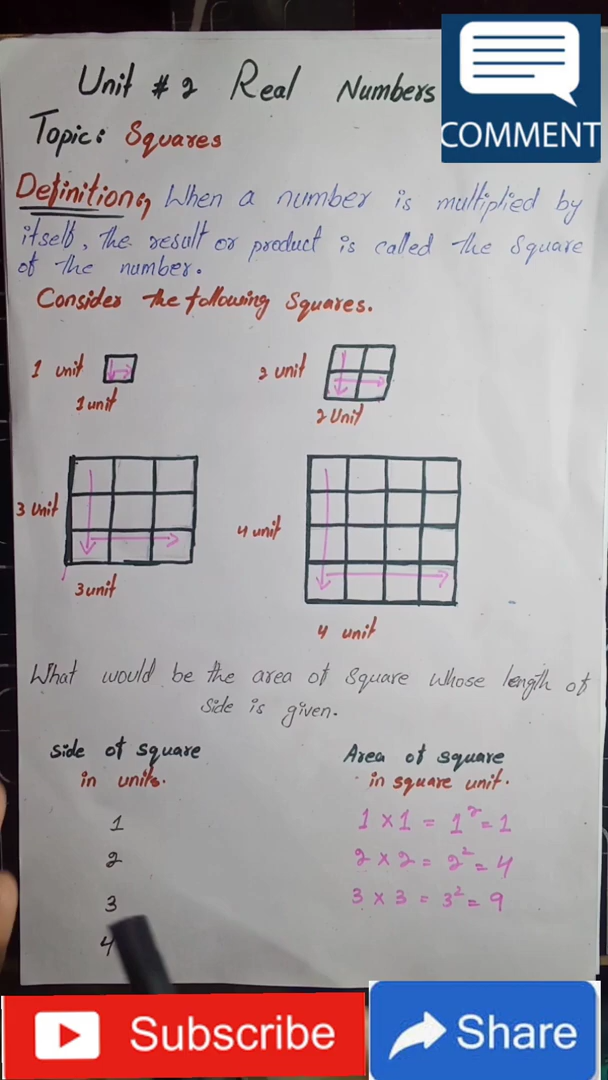 Unit # 2 Real Numbers
COMMENT
Topic: Squares
Definition:, When a number is multiplied by
itself, the result or product is called the square
of the number.
Consider the following Squares.
1 unit
1 unit
2 unit
2 Unit
3 Unit
3 unit
4 unit
4 unit
What would be the area of square whose length of
side is given.
Side of square
in units.
Area of square
in square unit.
1
1 × 1 = 1² = 1
2
2 × 2 = 2² = 4
3
3 × 3 = 3² = 9
4
Subscribe
Share